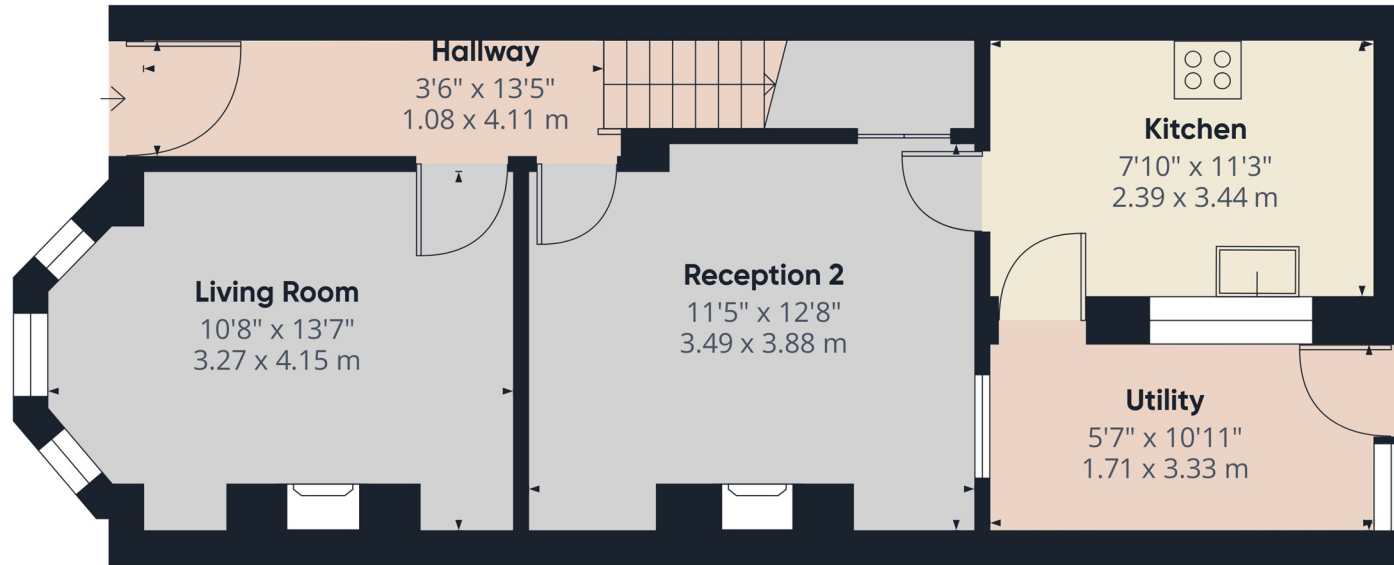 Hallway
3'6" x 13'5"
1.08 x 4.11 m
Kitchen
7'10" x 11'3"
2.39 x 3.44 m
Living Room
10'8" x 13'7"
3.27 x 4.15 m
Reception 2
11'5" x 12'8"
3.49 x 3.88 m
Utility
5'7" x 10'11"
1.71 x 3.33 m